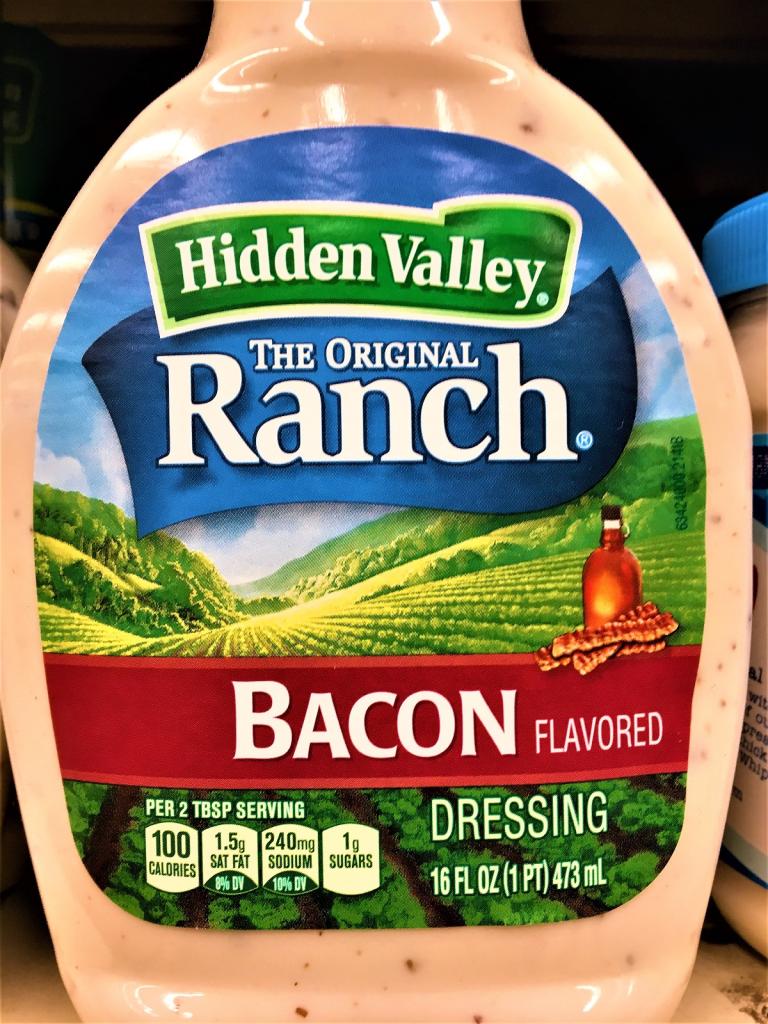 Hidden Valley®
THE ORIGINAL
Ranch®
BACON FLAVORED
DRESSING
16 FL OZ (1 PT) 473 mL
PER 2 TBSP SERVING
100 CALORIES
1.5g SAT FAT 8% DV
240mg SODIUM 10% DV
1g SUGARS